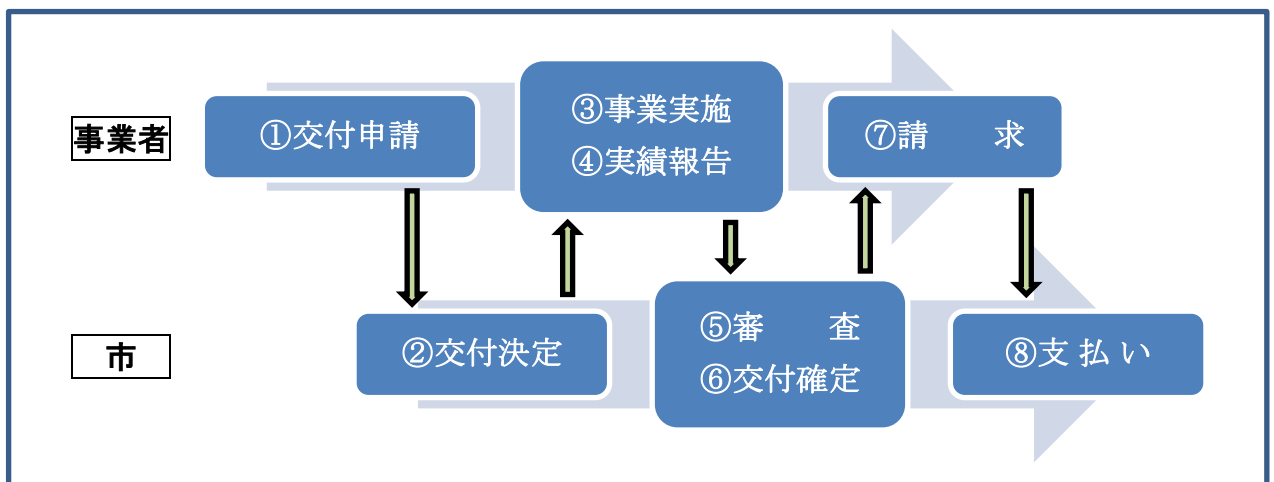 事業者
①交付申請
③事業実施
④実績報告
⑦請　　求
市
②交付決定
⑤審　　査
⑥交付確定
⑧支 払 い